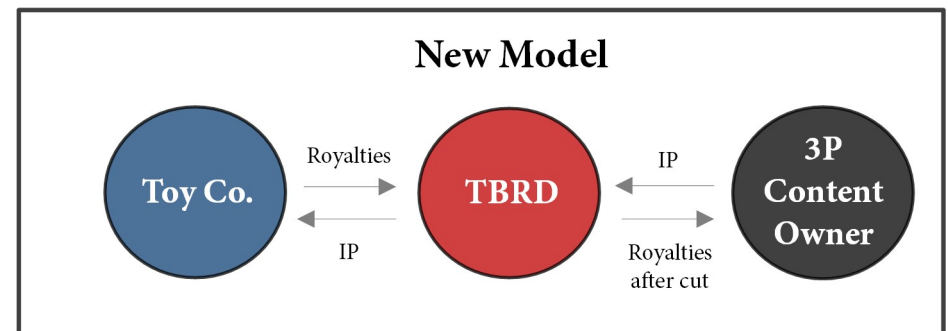 New Model
Royalties
Toy Co.
IP
TBRD
IP
Royalties
after cut
3P
Content
Owner